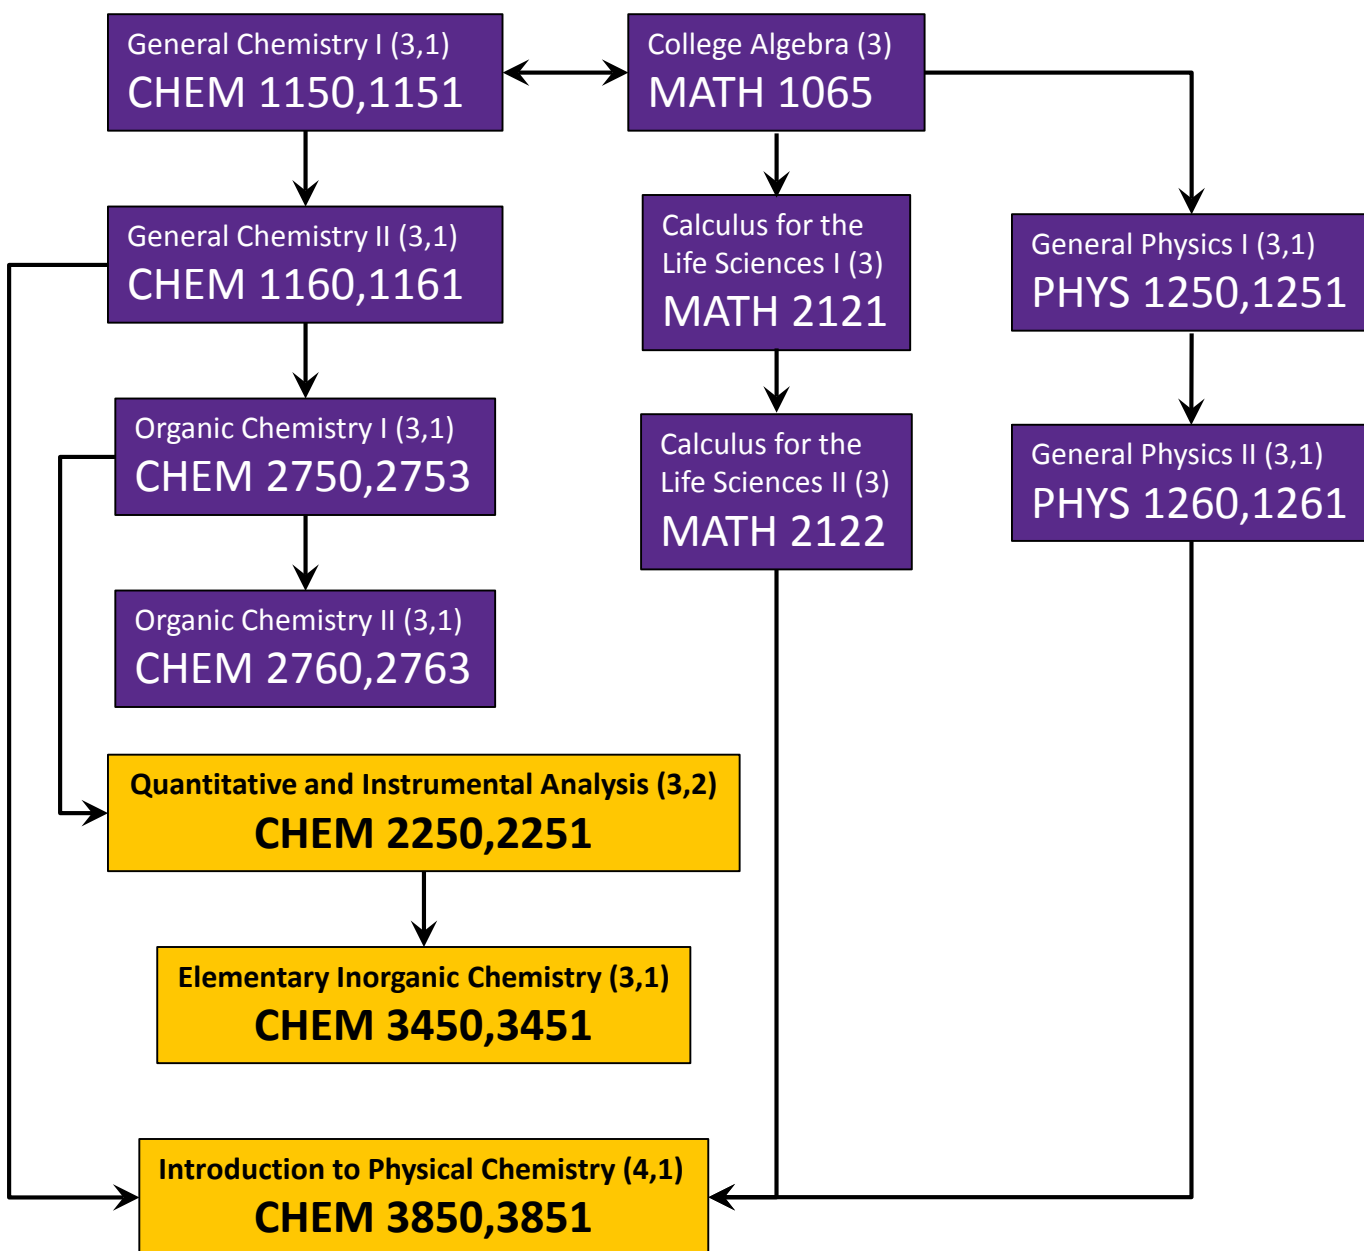 General Chemistry I (3,1)
CHEM 1150,1151
College Algebra (3)
MATH 1065
General Chemistry II (3,1)
CHEM 1160,1161
Calculus for the
Life Sciences I (3)
MATH 2121
General Physics I (3,1)
PHYS 1250,1251
Organic Chemistry I (3,1)
CHEM 2750,2753
Calculus for the
Life Sciences II (3)
MATH 2122
General Physics II (3,1)
PHYS 1260,1261
Organic Chemistry II (3,1)
CHEM 2760,2763
Quantitative and Instrumental Analysis (3,2)
CHEM 2250,2251
Elementary Inorganic Chemistry (3,1)
CHEM 3450,3451
Introduction to Physical Chemistry (4,1)
CHEM 3850,3851